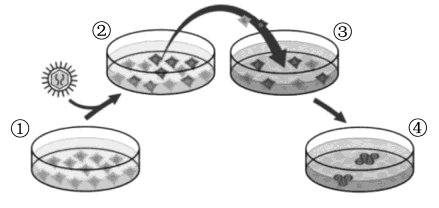 ②
③
①
④